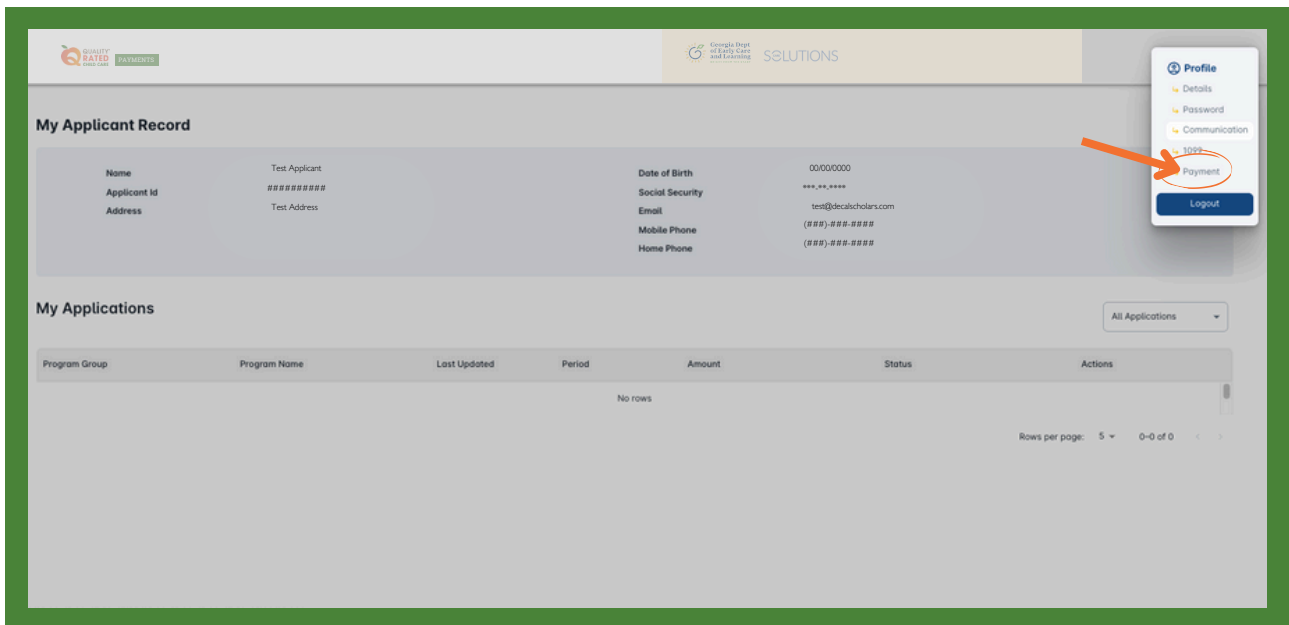 QUALITY
RATED
CHILD CARE
PAYMENTS
Georgia Dept
of Early Care
and Learning
SOLUTIONS
Profile
Details
Password
Communication
1099
Payment
Logout
My Applicant Record
Name Test Applicant
Applicant Id ##########
Address Test Address
Date of Birth 00/00/0000
Social Security ***.**.****
Email test@decalscholars.com
Mobile Phone (###)-###-####
Home Phone (###)-###-####
My Applications
All Applications
Program Group Program Name Last Updated Period Amount Status Actions
No rows
Rows per page: 5 0-0 of 0